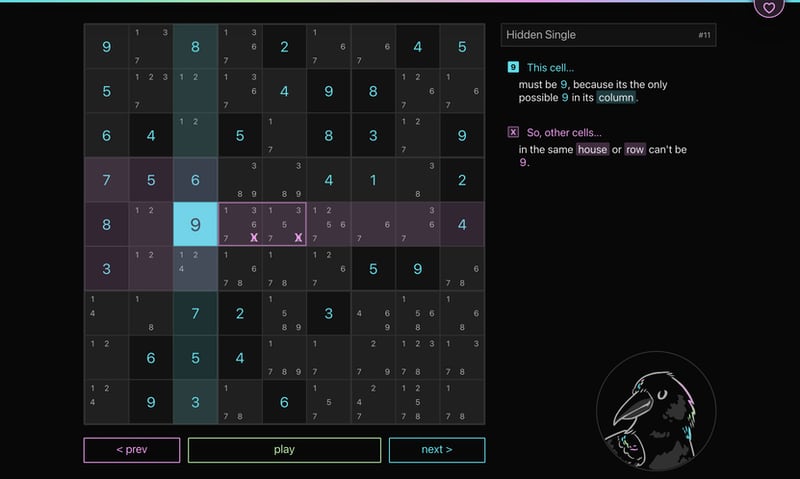 1 3 1 3 1
9 8 6 2 6 6 4 5
7 7 7 7
1 2 3 1 2 1 3 1 2 1
5 6 4 9 8 6 6
7 7 7 7
1 2 1 1 2
6 4 5 8 3 9
7 7
3 3 3
7 5 6 4 1 2
8 9 8 9 8
1 2 1 3 1 3 1 2 3
8 9 6 5 5 6 6 6 4
7 X 7 X 7 7 7
1 2 1 2 1 1 1 2
3 4 6 6 5 9 6
7 8 7 8 7 7 8
1 1 1 1 1
4 7 2 5 3 4 6 5 6 6
8 8 9 9 8 8
1 2 1 1 2 1 2 3 1 3
6 5 4
7 8 9 7 7 9 7 8 7 8
1 2 1 1 2 1 2 1
4 9 3 6 5 4 5
7 8 7 7 9 7 8 7 8
< prev
play
next >
Hidden Single #11
9 This cell...
must be 9, because its the only
possible 9 in its column.
X So, other cells...
in the same house or row can't be
9.